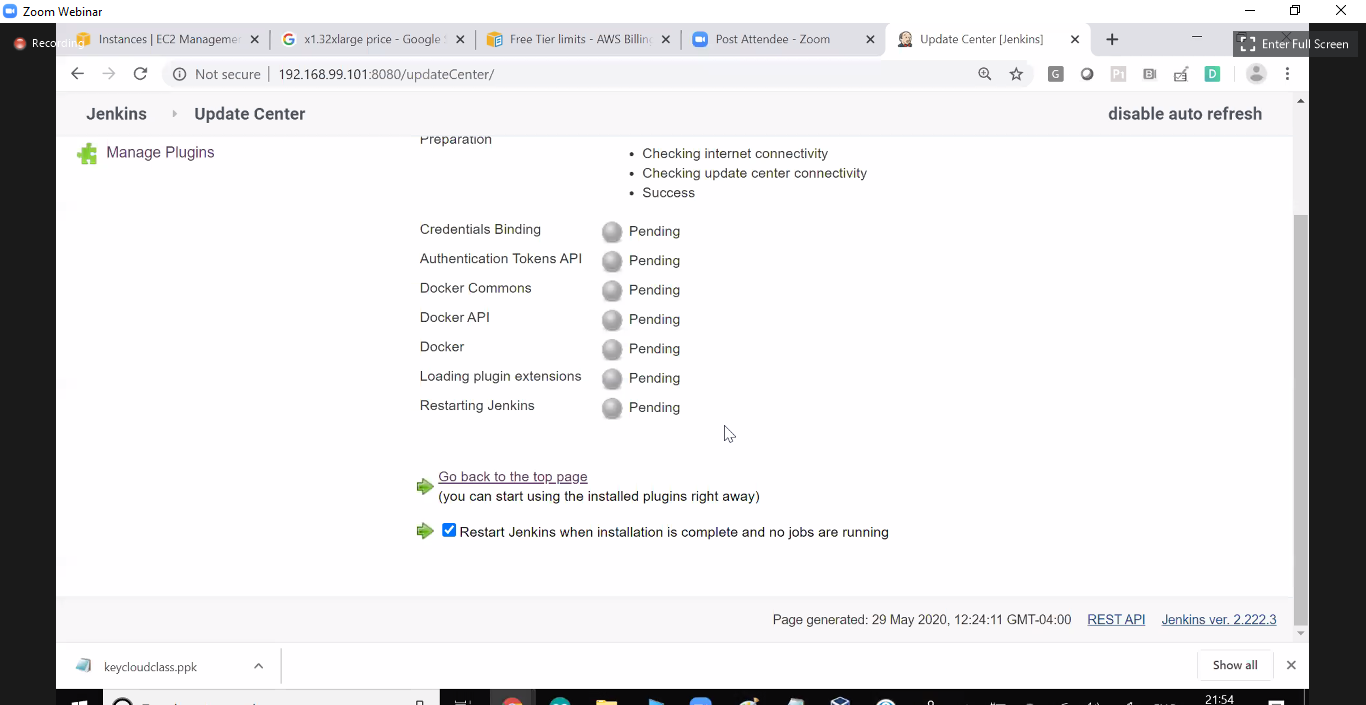 Zoom Webinar
Recording
Instances | EC2 Managemen
x1.32xlarge price - Google
Free Tier limits - AWS Billing
Post Attendee - Zoom
Update Center [Jenkins]
Enter Full Screen
Not secure
192.168.99.101:8080/updateCenter/
Jenkins
Update Center
disable auto refresh
Manage Plugins
Preparation
• Checking internet connectivity
• Checking update center connectivity
• Success
Credentials Binding Pending
Authentication Tokens API Pending
Docker Commons Pending
Docker API Pending
Docker Pending
Loading plugin extensions Pending
Restarting Jenkins Pending
Go back to the top page
(you can start using the installed plugins right away)
Restart Jenkins when installation is complete and no jobs are running
Page generated: 29 May 2020, 12:24:11 GMT-04:00 REST API Jenkins ver. 2.222.3
keycloudclass.ppk
Show all
21:54